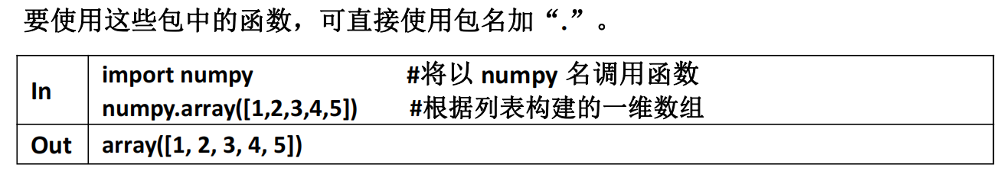 要使用这些包中的函数，可直接使用包名加“.”。
In
import numpy #将以 numpy 名调用函数
numpy.array([1,2,3,4,5]) #根据列表构建的一维数组
Out
array([1, 2, 3, 4, 5])